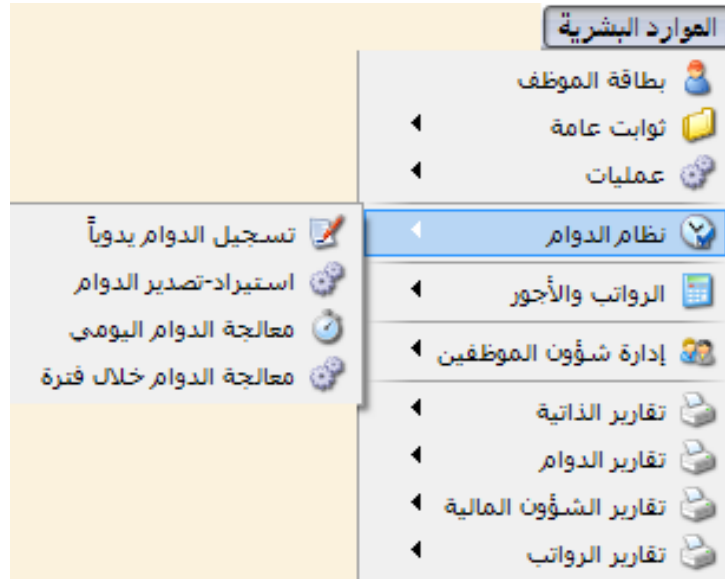 الموارد البشرية
بطاقة الموظف
ثوابت عامة
عمليات
نظام الدوام
تسجيل الدوام يدوياً
استيراد-تصدير الدوام
معالجة الدوام اليومي
معالجة الدوام خلال فترة
الرواتب والأجور
إدارة شؤون الموظفين
تقارير الذاتية
تقارير الدوام
تقارير الشؤون المالية
تقارير الرواتب